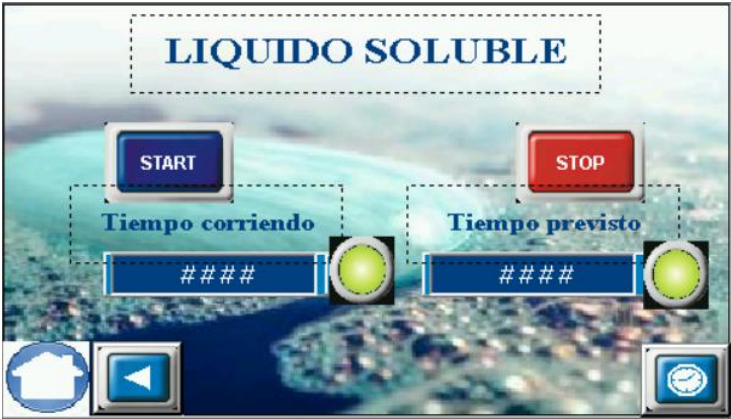 LIQUIDO SOLUBLE
START
STOP
Tiempo corriendo
Tiempo previsto
####
####